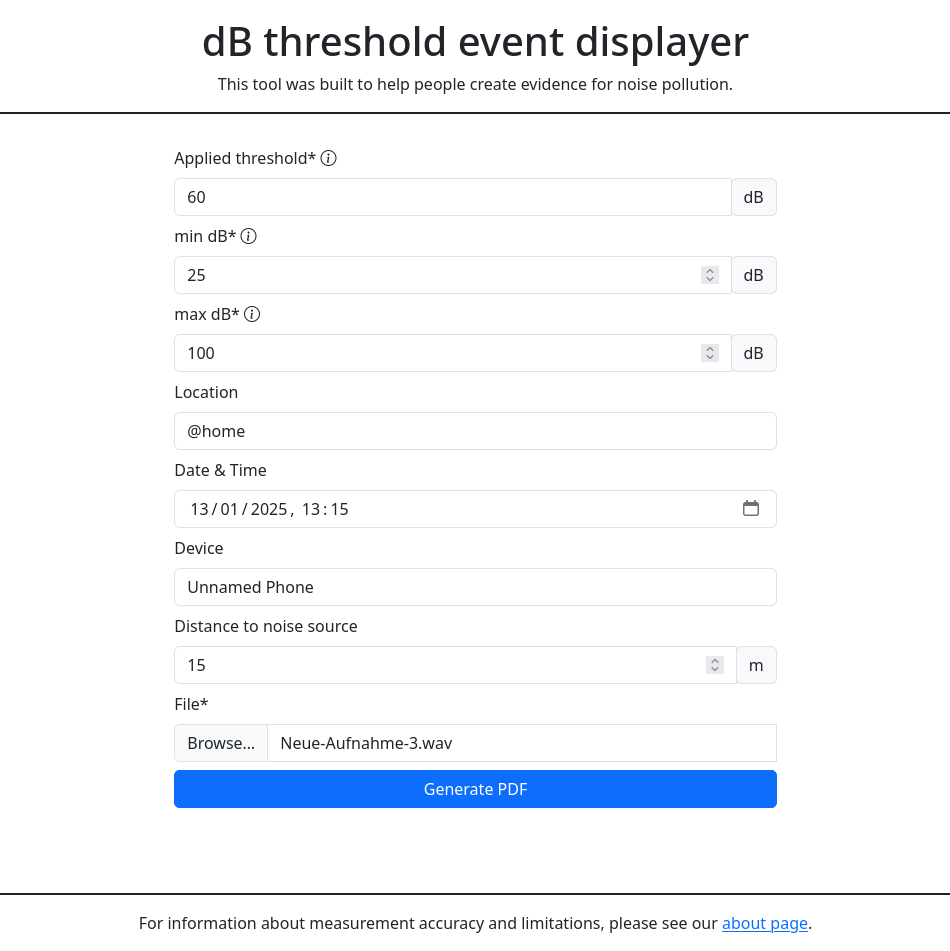 dB threshold event displayer
This tool was built to help people create evidence for noise pollution.
Applied threshold*
60 dB
min dB*
25 dB
max dB*
100 dB
Location
@home
Date & Time
13/01/2025, 13:15
Device
Unnamed Phone
Distance to noise source
15 m
File*
Browse... Neue-Aufnahme-3.wav
Generate PDF
For information about measurement accuracy and limitations, please see our about page.